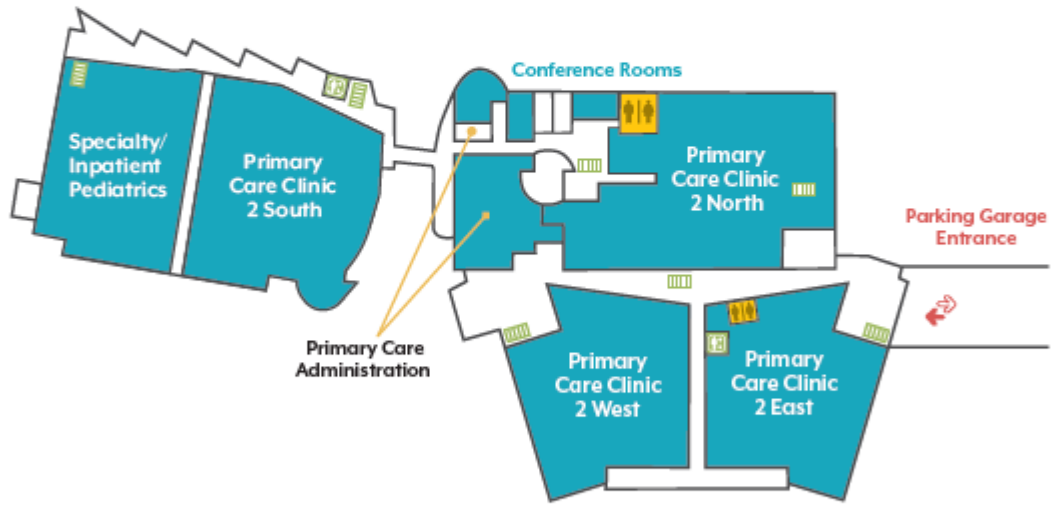 Conference Rooms
Specialty/
Inpatient
Pediatrics
Primary
Care Clinic
2 South
Primary
Care Clinic
2 North
Parking Garage
Entrance
Primary Care
Administration
Primary
Care Clinic
2 West
Primary
Care Clinic
2 East